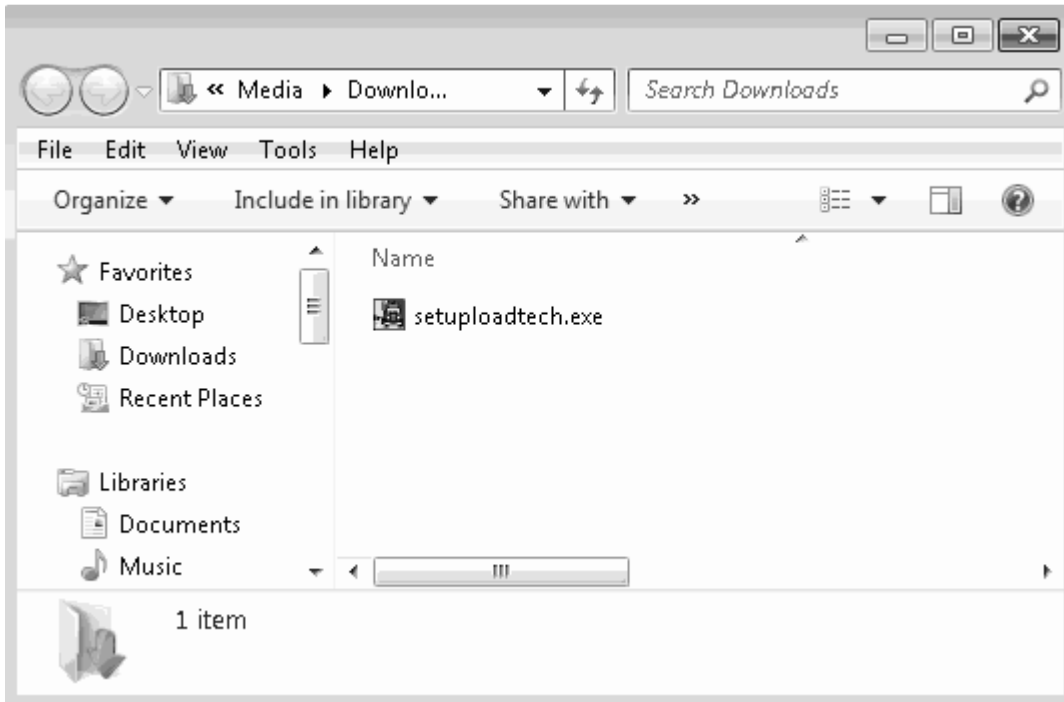 « Media Downlo... Search Downloads
File Edit View Tools Help
Organize Include in library Share with »
Favorites
Desktop
Downloads
Recent Places
Libraries
Documents
Music
Name
setuploadtech.exe
1 item